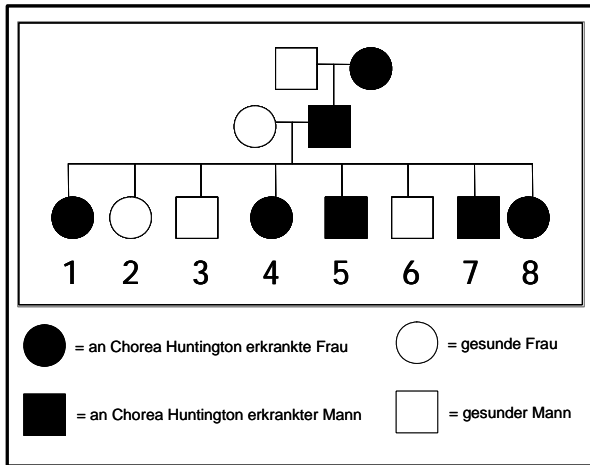 1 2 3 4 5 6 7 8
= an Chorea Huntington erkrankte Frau
= gesunde Frau
= an Chorea Huntington erkrankter Mann
= gesunder Mann